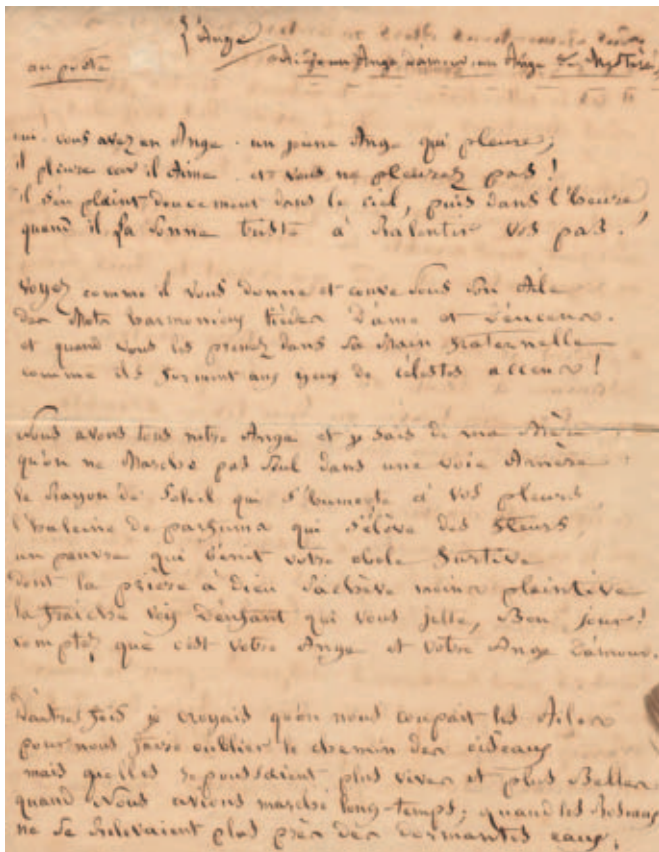 L'Ange
au poète
oui vous avez un Ange. un jeune Ange qui pleure,
il pleure car il Aime et vous ne pleurez pas!
il s'en plaint doucement dans le ciel, puis dans l'heure,
quand il la sonne triste à Ralentir vos pas.
Voyez comme il vous donne et couve sous son Aile
des Mots harmonieux tièdes d'âme et d'encens.
et quand vous les prenez dans sa Main fraternelle
comme ils forment aux yeux de célestes accens!
Nous avons tous notre Ange et je sais de ma Mère
qu'on ne Marche pas seul dans une voie Amère
le Rayon de soleil qui s'humecte à vos pleurs,
l'haleine de parfums qui s'élève des fleurs,
un pauvre qui bénit votre obole furtive
dont la prière à Dieu s'achève moins plaintive
la fraîche voix d'enfant qui vous jette, Bon jour!
comptez que c'est votre Ange et votre Ange d'amour.
d'autres fois je croyais qu'on nous coupait les Ailes
pour nous faire oublier le chemin des oiseaux
mais qu'elles repoussaient plus vives et plus Belles
quand Nous avions marché long-temps; quand les Roseaux
ne se Relevaient plus près des dormantes eaux,